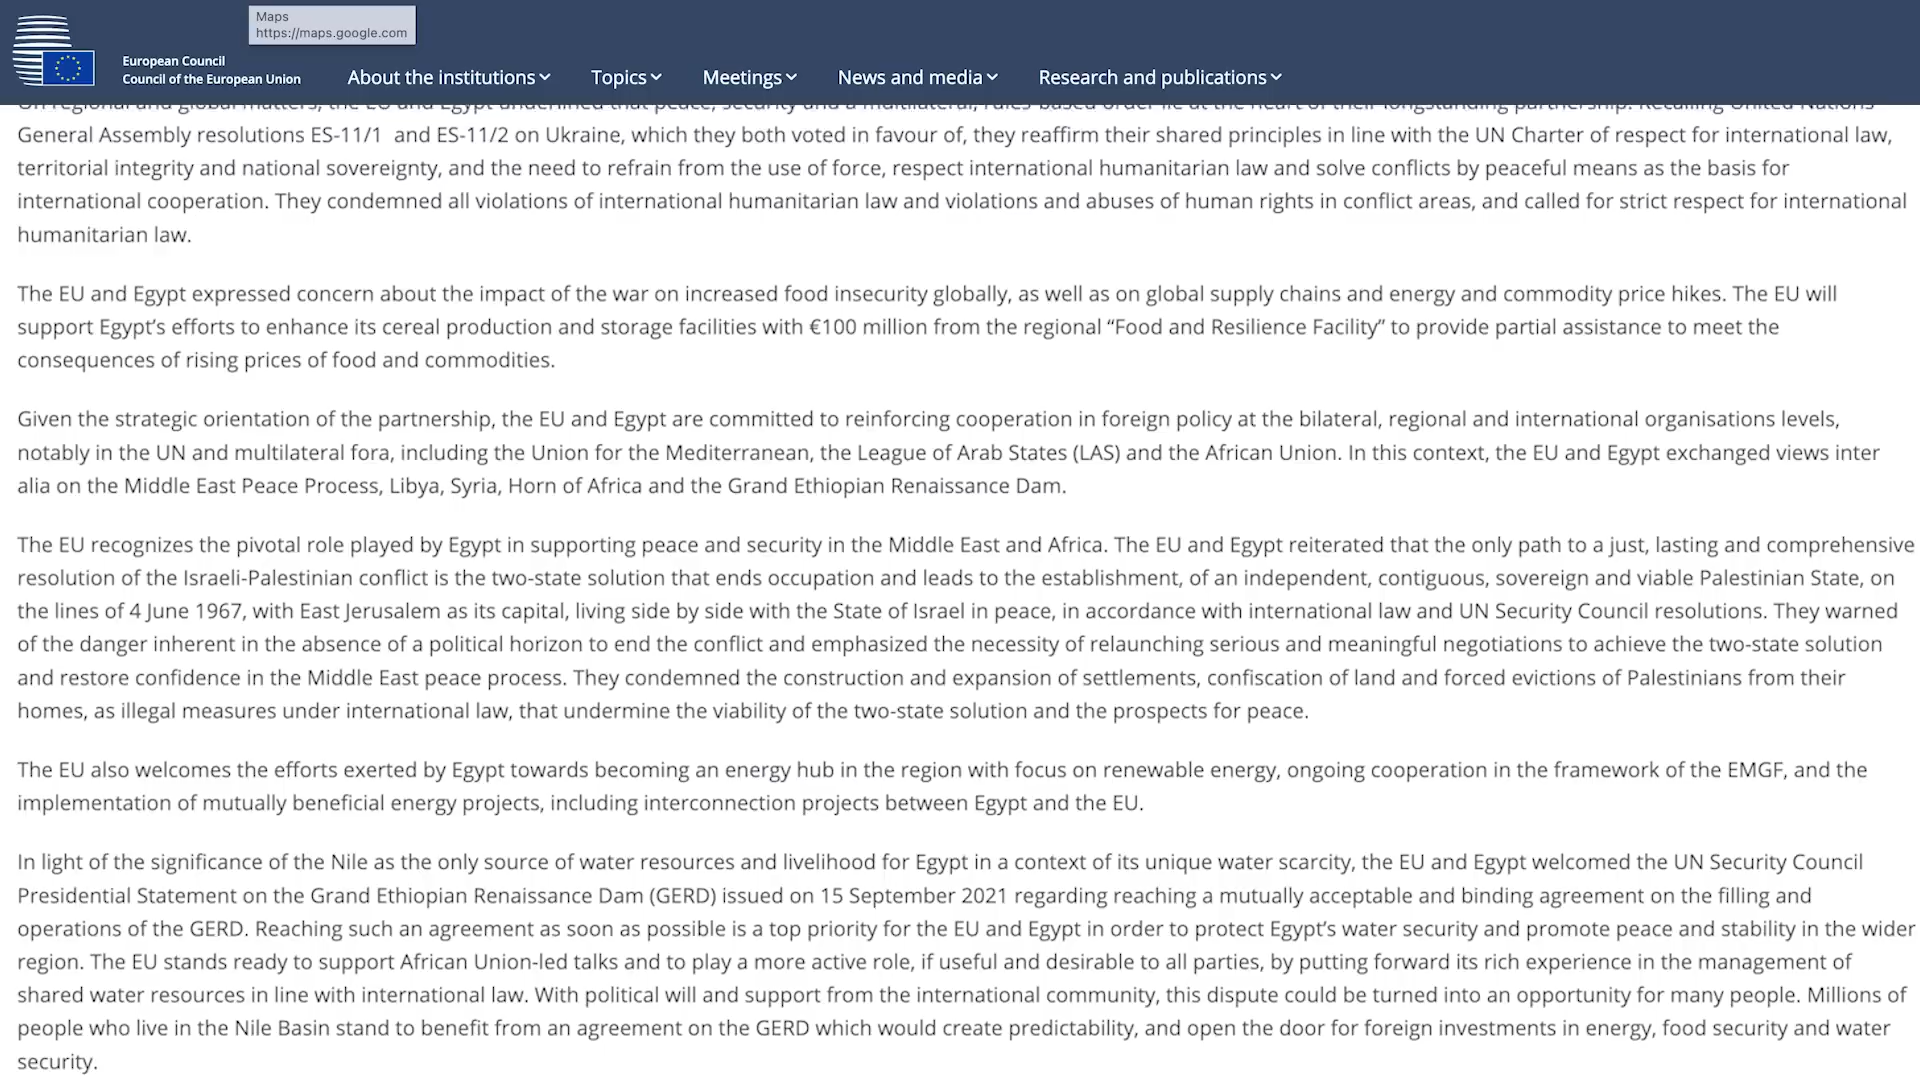 Maps
https://maps.google.com
European Council
Council of the European Union
About the institutions
Topics
Meetings
News and media
Research and publications
On regional and global matters, the EU and Egypt underlined that peace, security and a multilateral, rules-based order lie at the heart of their longstanding partnership. Recalling United Nations
General Assembly resolutions ES-11/1 and ES-11/2 on Ukraine, which they both voted in favour of, they reaffirm their shared principles in line with the UN Charter of respect for international law,
territorial integrity and national sovereignty, and the need to refrain from the use of force, respect international humanitarian law and solve conflicts by peaceful means as the basis for
international cooperation. They condemned all violations of international humanitarian law and violations and abuses of human rights in conflict areas, and called for strict respect for international
humanitarian law.
The EU and Egypt expressed concern about the impact of the war on increased food insecurity globally, as well as on global supply chains and energy and commodity price hikes. The EU will
support Egypt’s efforts to enhance its cereal production and storage facilities with €100 million from the regional “Food and Resilience Facility” to provide partial assistance to meet the
consequences of rising prices of food and commodities.
Given the strategic orientation of the partnership, the EU and Egypt are committed to reinforcing cooperation in foreign policy at the bilateral, regional and international organisations levels,
notably in the UN and multilateral fora, including the Union for the Mediterranean, the League of Arab States (LAS) and the African Union. In this context, the EU and Egypt exchanged views inter
alia on the Middle East Peace Process, Libya, Syria, Horn of Africa and the Grand Ethiopian Renaissance Dam.
The EU recognizes the pivotal role played by Egypt in supporting peace and security in the Middle East and Africa. The EU and Egypt reiterated that the only path to a just, lasting and comprehensive
resolution of the Israeli-Palestinian conflict is the two-state solution that ends occupation and leads to the establishment, of an independent, contiguous, sovereign and viable Palestinian State, on
the lines of 4 June 1967, with East Jerusalem as its capital, living side by side with the State of Israel in peace, in accordance with international law and UN Security Council resolutions. They warned
of the danger inherent in the absence of a political horizon to end the conflict and emphasized the necessity of relaunching serious and meaningful negotiations to achieve the two-state solution
and restore confidence in the Middle East peace process. They condemned the construction and expansion of settlements, confiscation of land and forced evictions of Palestinians from their
homes, as illegal measures under international law, that undermine the viability of the two-state solution and the prospects for peace.
The EU also welcomes the efforts exerted by Egypt towards becoming an energy hub in the region with focus on renewable energy, ongoing cooperation in the framework of the EMGF, and the
implementation of mutually beneficial energy projects, including interconnection projects between Egypt and the EU.
In light of the significance of the Nile as the only source of water resources and livelihood for Egypt in a context of its unique water scarcity, the EU and Egypt welcomed the UN Security Council
Presidential Statement on the Grand Ethiopian Renaissance Dam (GERD) issued on 15 September 2021 regarding reaching a mutually acceptable and binding agreement on the filling and
operations of the GERD. Reaching such an agreement as soon as possible is a top priority for the EU and Egypt in order to protect Egypt’s water security and promote peace and stability in the wider
region. The EU stands ready to support African Union-led talks and to play a more active role, if useful and desirable to all parties, by putting forward its rich experience in the management of
shared water resources in line with international law. With political will and support from the international community, this dispute could be turned into an opportunity for many people. Millions of
people who live in the Nile Basin stand to benefit from an agreement on the GERD which would create predictability, and open the door for foreign investments in energy, food security and water
security.